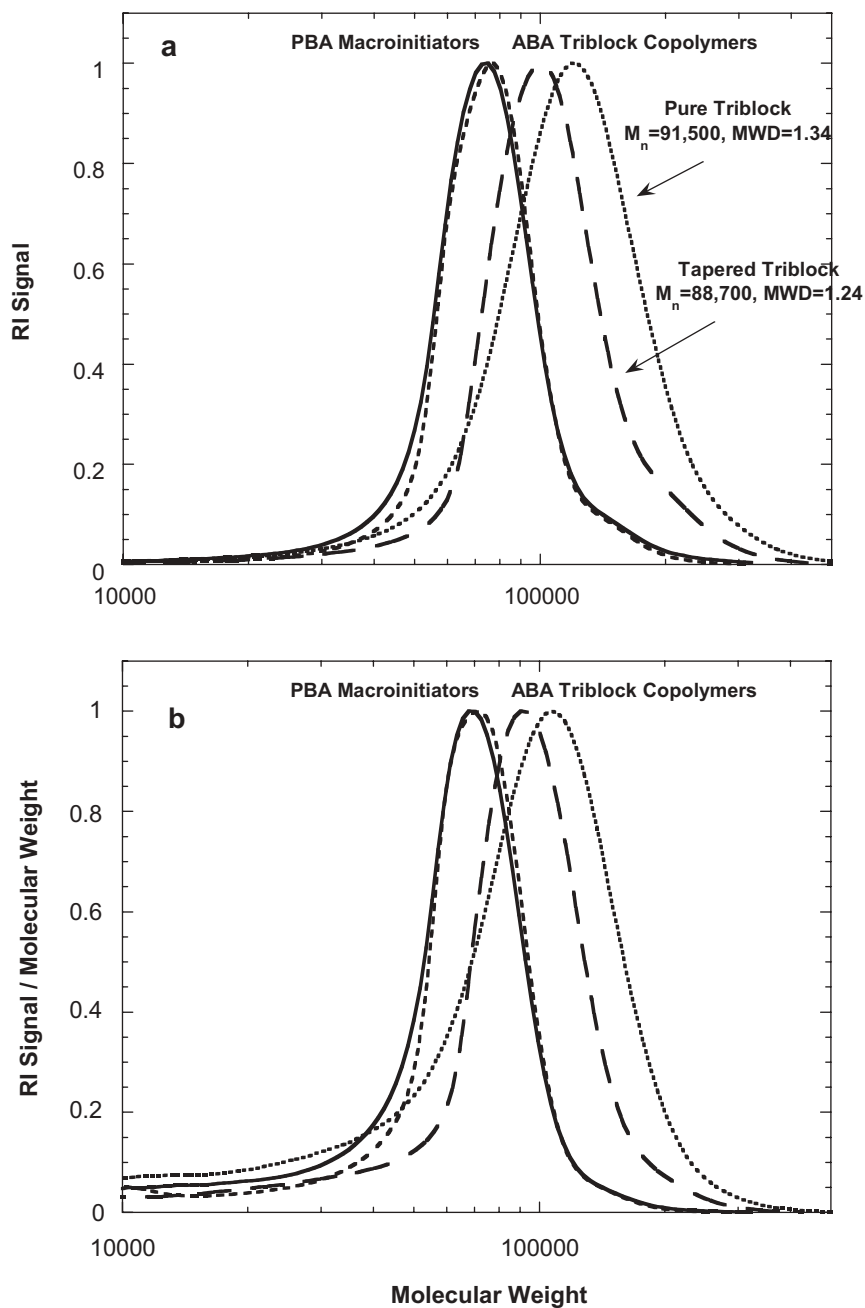 a
PBA Macroinitiators ABA Triblock Copolymers
1
Pure Triblock
Mn=91,500, MWD=1.34
0.8
0.6
Tapered Triblock
Mn=88,700, MWD=1.24
RI Signal
0.4
0.2
0
10000 100000
PBA Macroinitiators ABA Triblock Copolymers
b
1
0.8
0.6
RI Signal / Molecular Weight
0.4
0.2
0
10000 100000
Molecular Weight